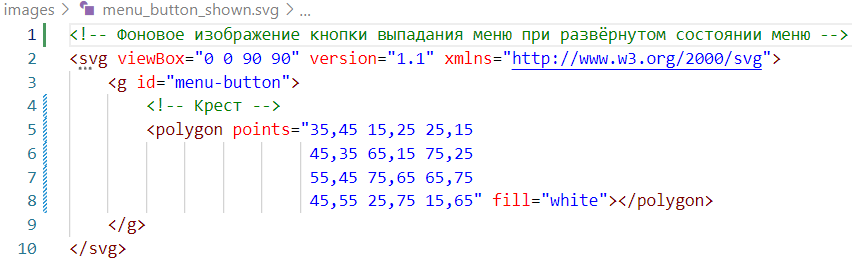 images > menu_button_shown.svg > ...
1 <!-- Фоновое изображение кнопки выпадания меню при развёрнутом состоянии меню -->
2 <svg viewBox="0 0 90 90" version="1.1" xmlns="http://www.w3.org/2000/svg">
3     <g id="menu-button">
4         <!-- Крест -->
5         <polygon points="35,45 15,25 25,15
6                          45,35 65,15 75,25
7                          55,45 75,65 65,75
8                          45,55 25,75 15,65" fill="white"></polygon>
9     </g>
10 </svg>